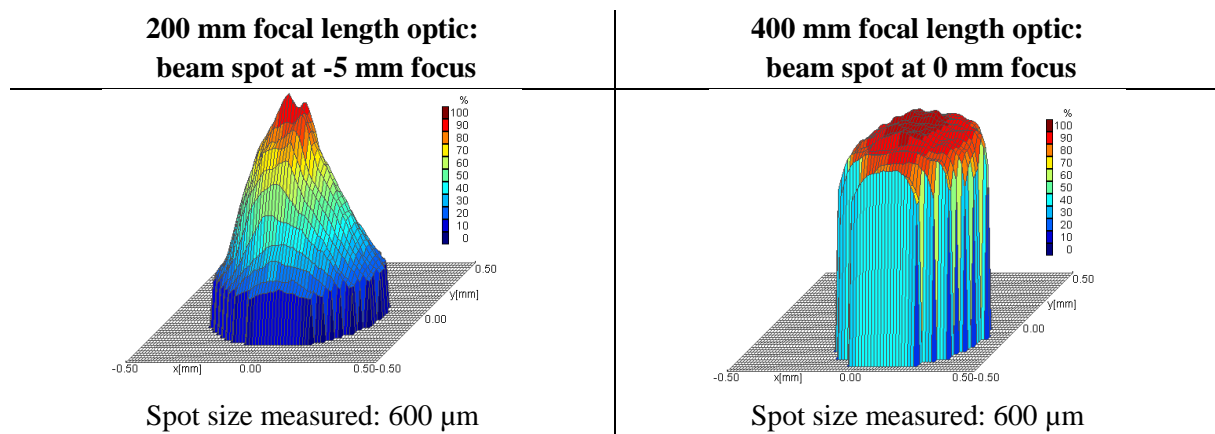 200 mm focal length optic:
beam spot at -5 mm focus
400 mm focal length optic:
beam spot at 0 mm focus
%
100
90
80
70
60
50
40
30
20
10
0
0.50
y[mm]
0.00
-0.50 x[mm] 0.00 0.50-0.50
%
100
90
80
70
60
50
40
30
20
10
0
0.50
y[mm]
0.00
-0.50 x[mm] 0.00 0.50-0.50
Spot size measured: 600 µm
Spot size measured: 600 µm